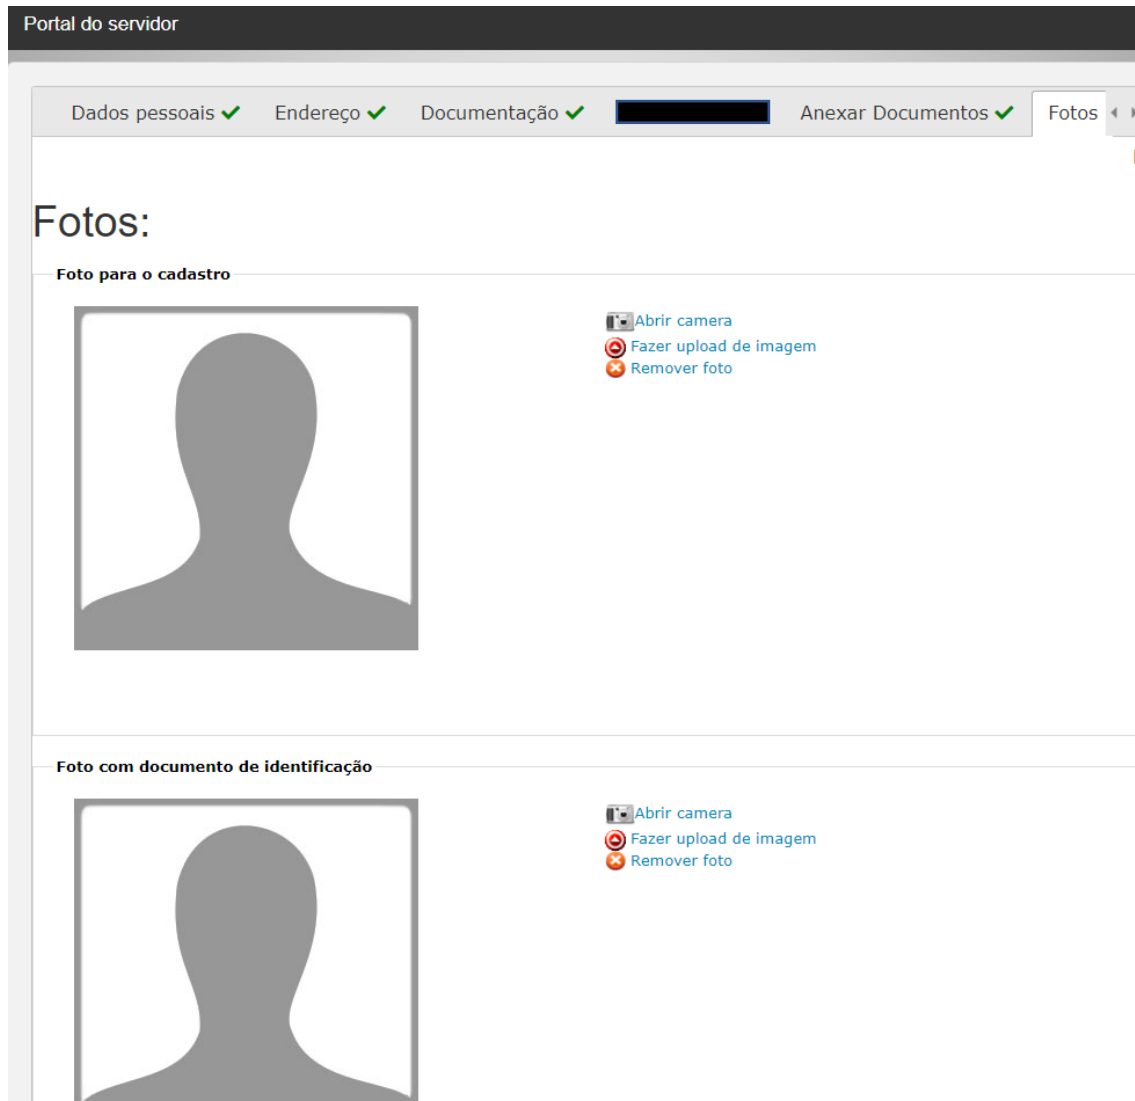 Portal do servidor
Dados pessoais Endereço Documentação Anexar Documentos Fotos
Fotos:
Foto para o cadastro
Abrir camera
Fazer upload de imagem
Remover foto
Foto com documento de identificação
Abrir camera
Fazer upload de imagem
Remover foto